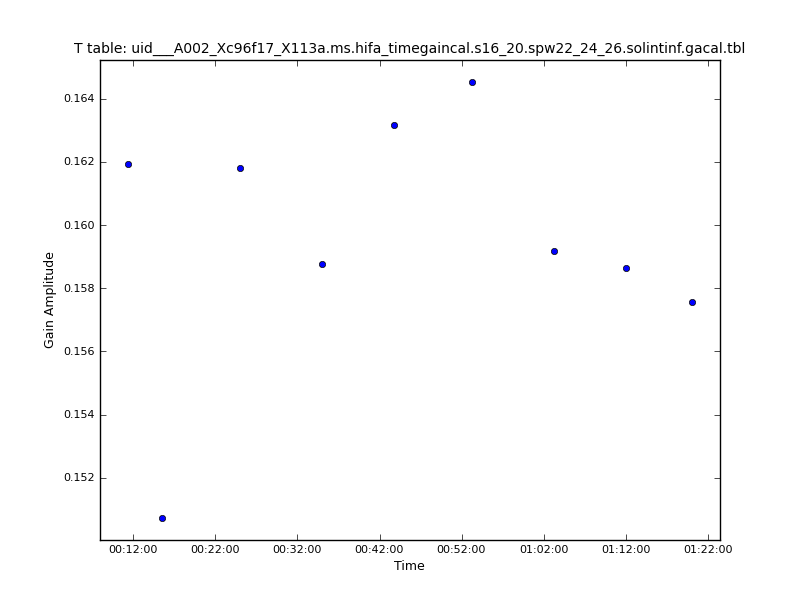 T table: uid___A002_Xc96f17_X113a.ms.hifa_timegaincal.s16_20.spw22_24_26.solintinf.gacal.tbl
0.164
0.162
0.160
0.158
0.156
0.154
0.152
Gain Amplitude
00:12:00 00:22:00 00:32:00 00:42:00 00:52:00 01:02:00 01:12:00 01:22:00
Time